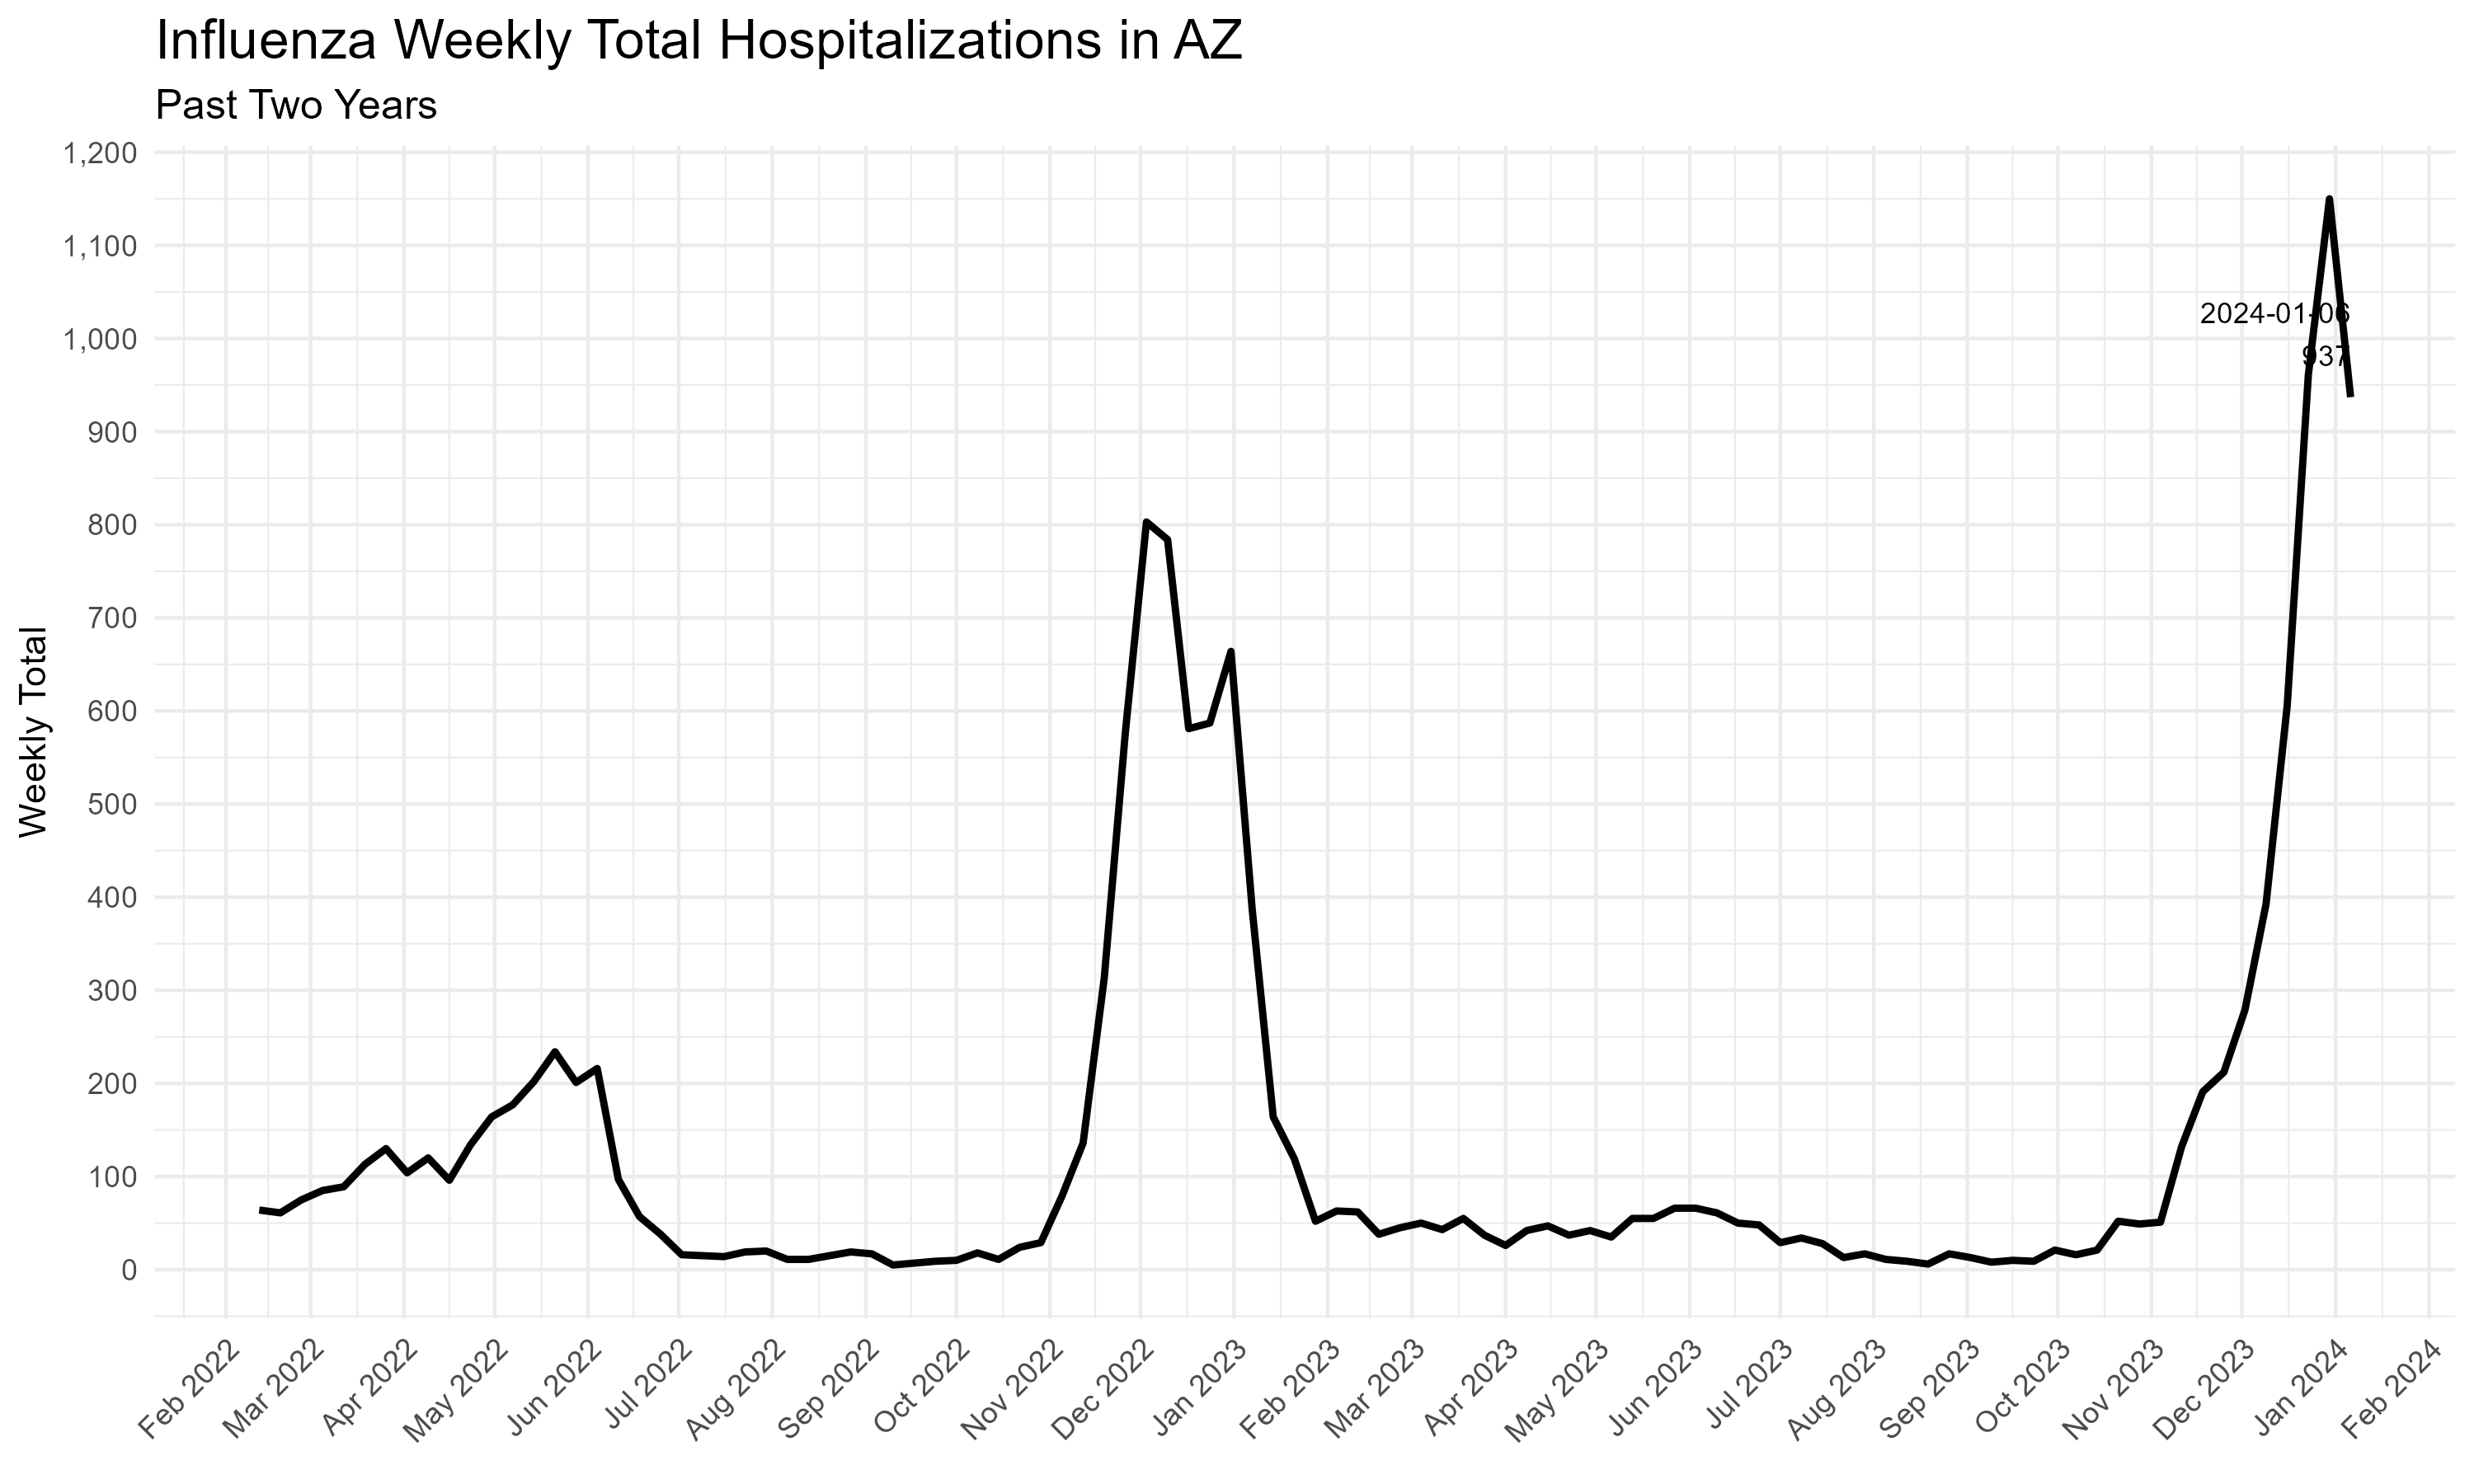 Influenza Weekly Total Hospitalizations in AZ
Past Two Years
Weekly Total
1,200
1,100
1,000
900
800
700
600
500
400
300
200
100
0
2024-01-06
937
Feb 2022
Mar 2022
Apr 2022
May 2022
Jun 2022
Jul 2022
Aug 2022
Sep 2022
Oct 2022
Nov 2022
Dec 2022
Jan 2023
Feb 2023
Mar 2023
Apr 2023
May 2023
Jun 2023
Jul 2023
Aug 2023
Sep 2023
Oct 2023
Nov 2023
Dec 2023
Jan 2024
Feb 2024